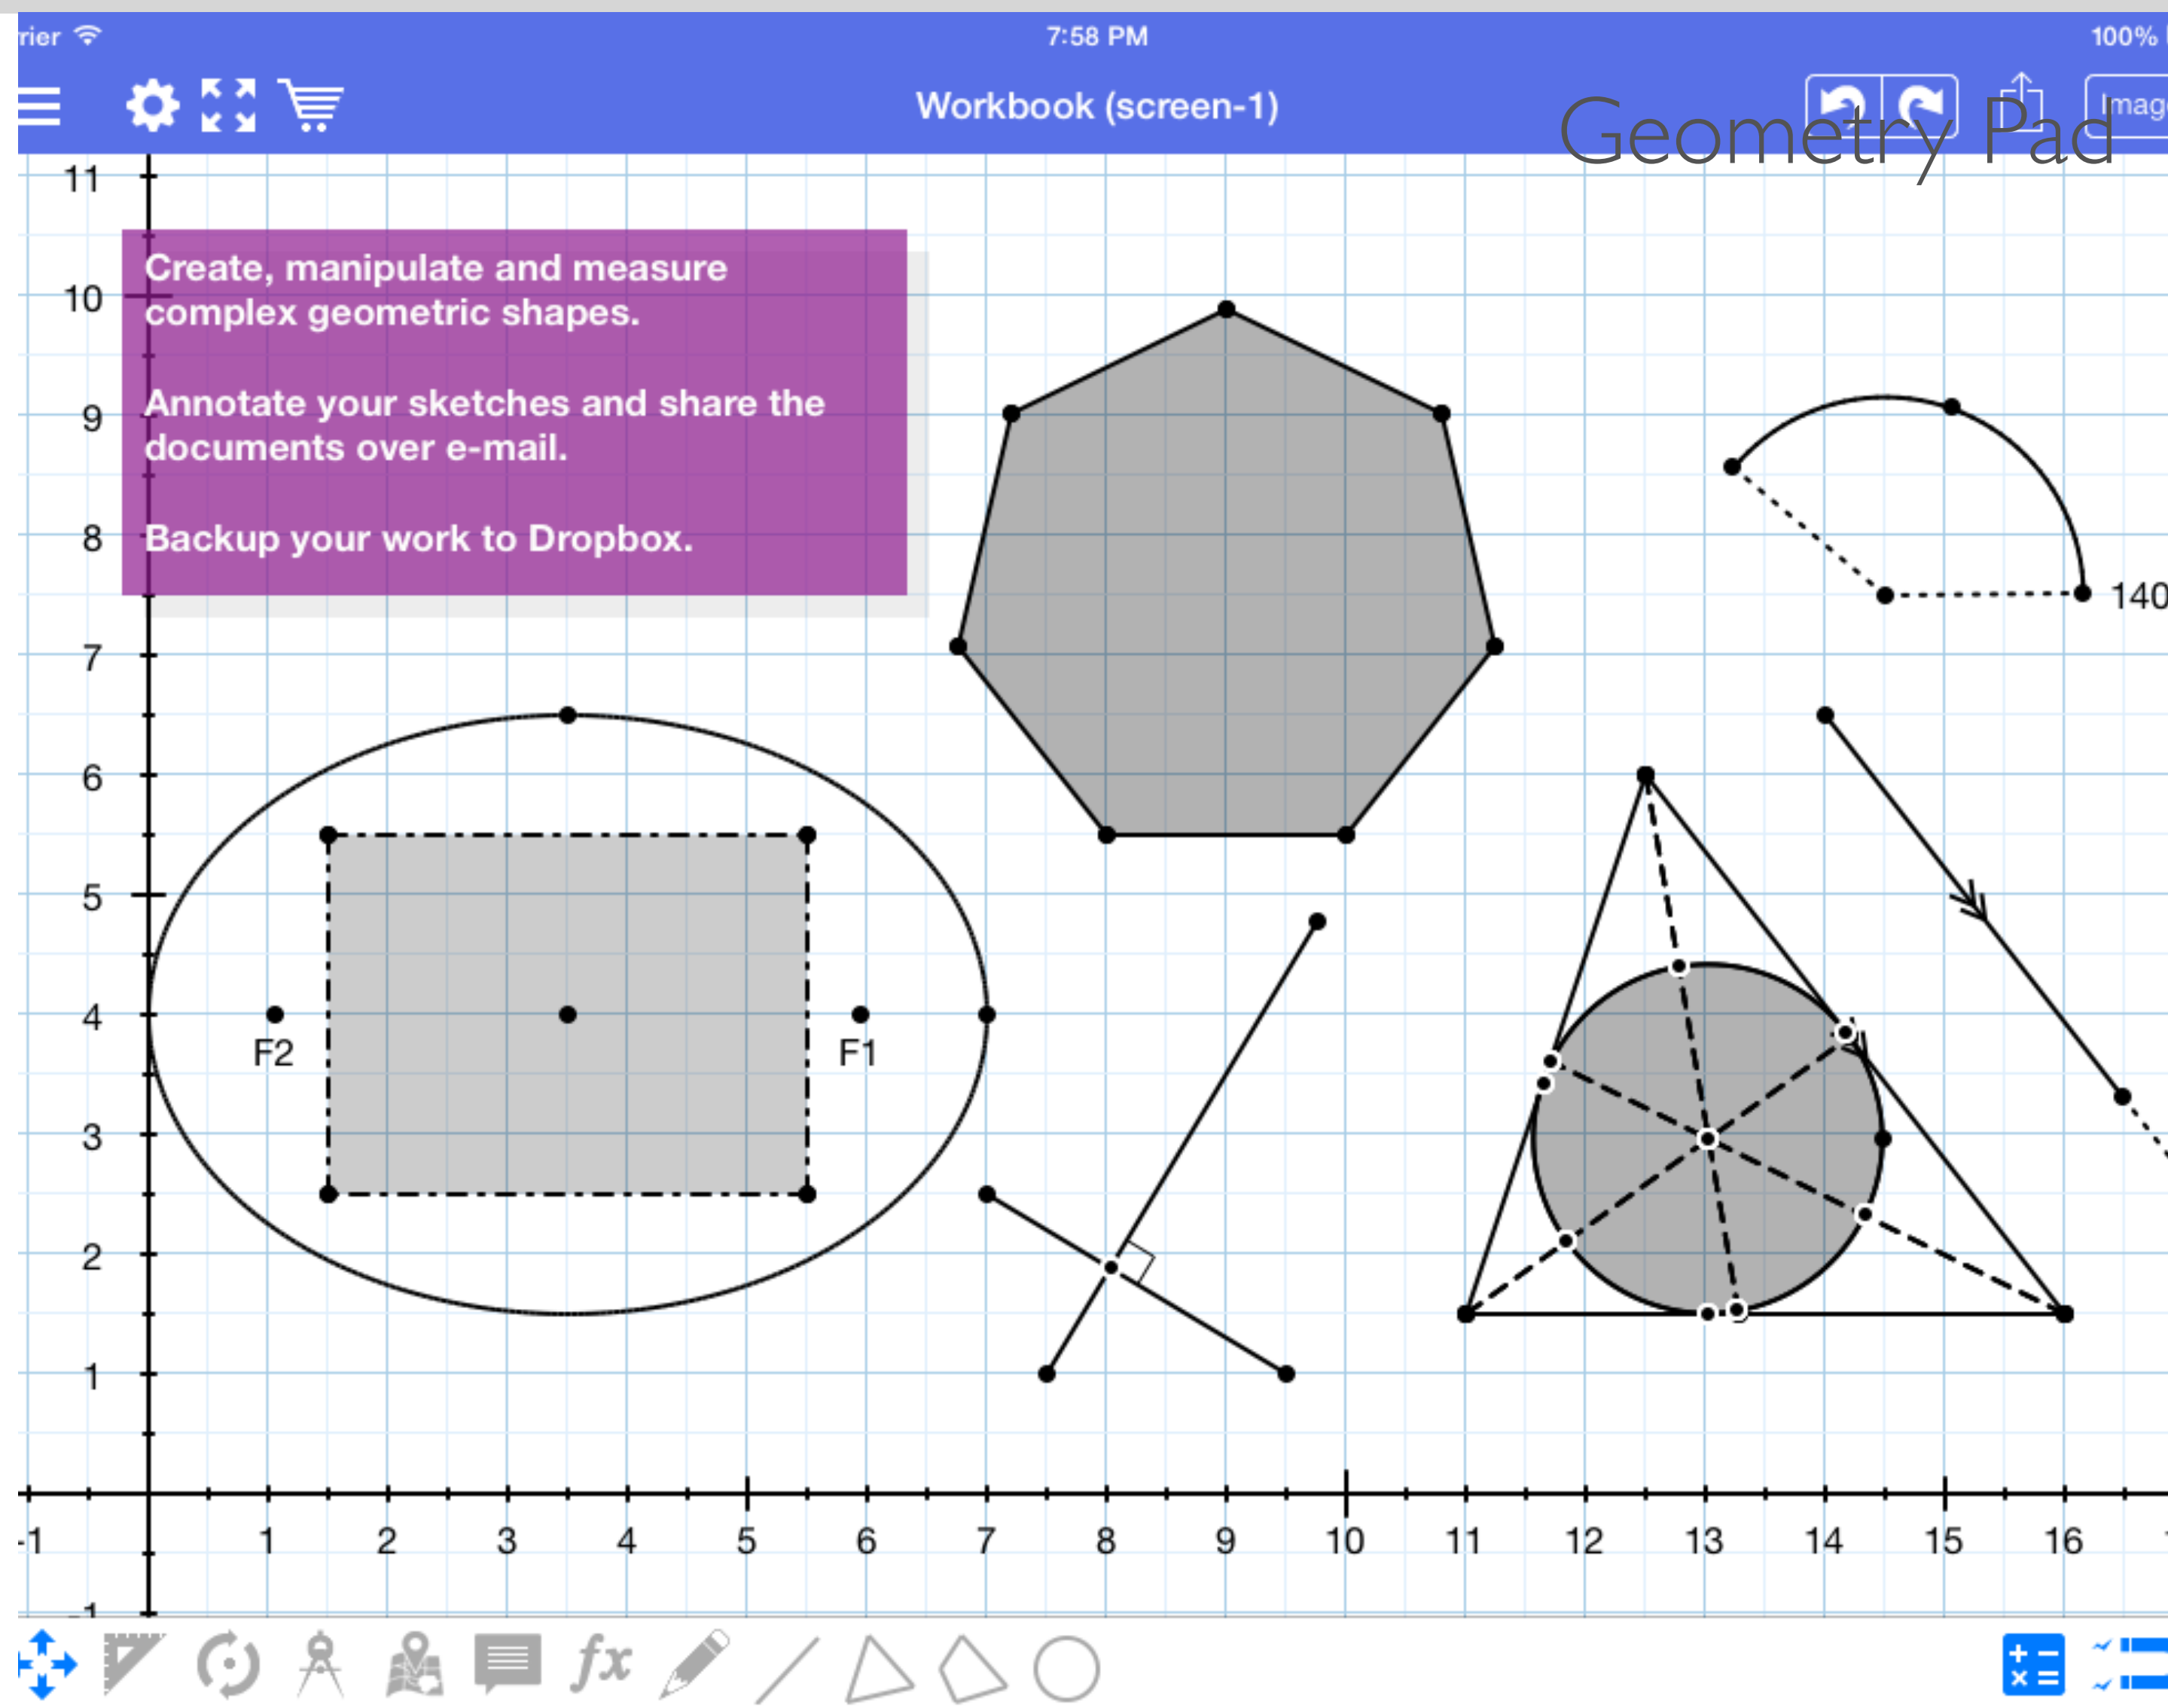 7:58 PM
100%
Workbook (screen-1)
Geometry Pad
11
Create, manipulate and measure
complex geometric shapes.
10
Annotate your sketches and share the
9
documents over e-mail.
8
Backup your work to Dropbox.
140
7
6
5
4
F2
F1
3
2
1
-1 1 2 3 4 5 6 7 8 9 10 11 12 13 14 15 16
-1
fx